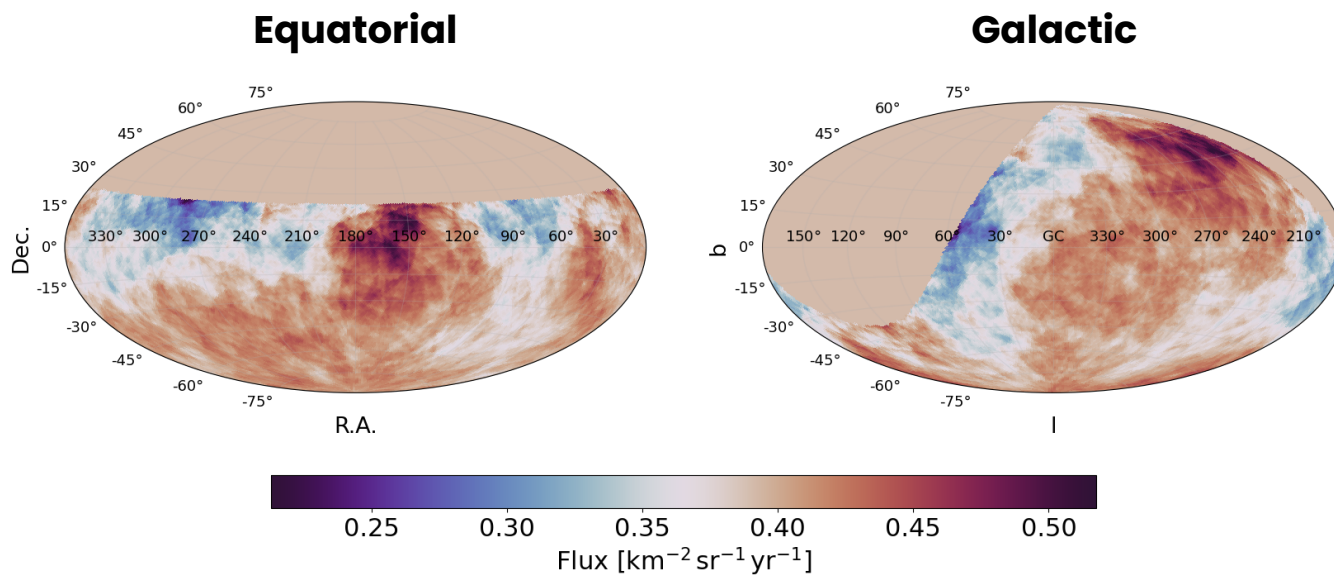 Equatorial
75°
60°
45°
30°
15°
0°
-15°
-30°
-45°
-60°
-75°
330° 300° 270° 240° 210° 180° 150° 120° 90° 60° 30°
Dec.
R.A.
Galactic
75°
60°
45°
30°
15°
0°
-15°
-30°
-45°
-60°
-75°
150° 120° 90° 60° 30° GC 330° 300° 270° 240° 210°
b
l
0.25 0.30 0.35 0.40 0.45 0.50
Flux [km⁻² sr⁻¹ yr⁻¹]